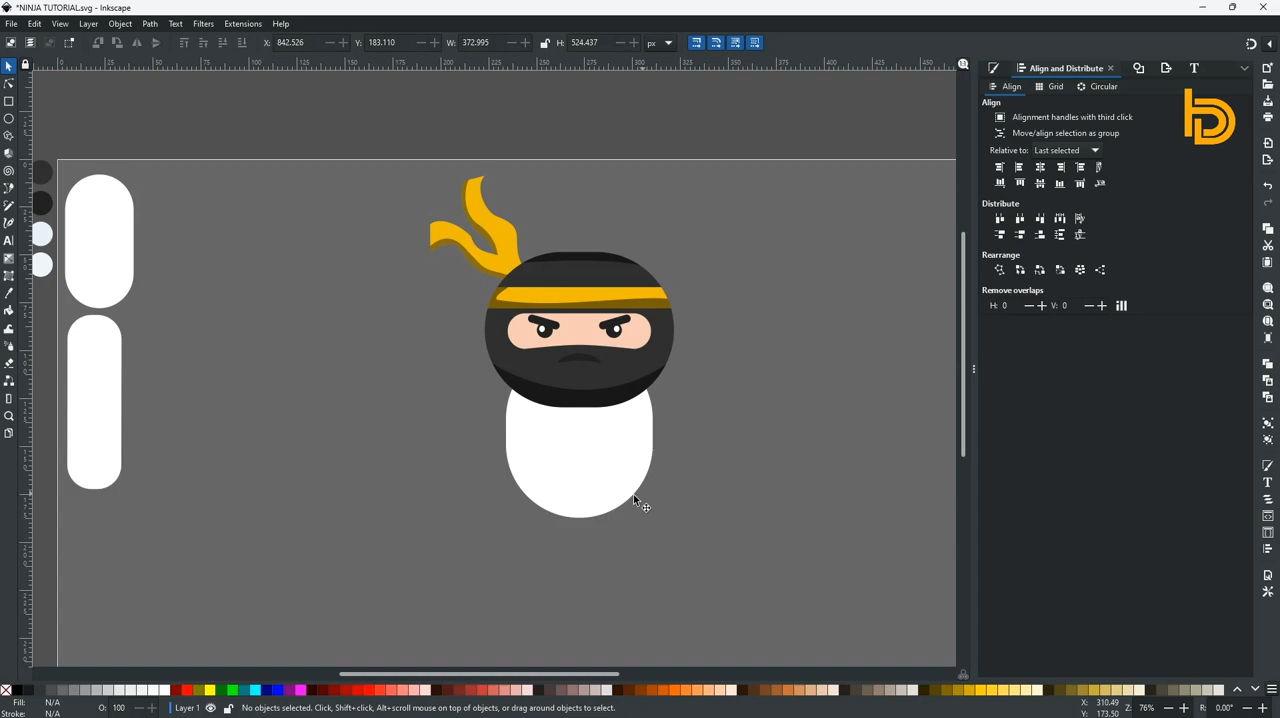 *NINJA TUTORIAL.svg - Inkscape
File Edit View Layer Object Path Text Filters Extensions Help
X: 842.526 Y: 183.110 W: 372.995 H: 524.437 px
Align and Distribute
Align Grid Circular
Align
Alignment handles with third click
Move/align selection as group
Relative to: Last selected
Distribute
Rearrange
Remove overlaps
H: 0 V: 0
Fill: N/A
Stroke: N/A
O: 100
Layer 1
No objects selected. Click, Shift+click, Alt+scroll mouse on top of objects, or drag around objects to select.
X: 310.49
Y: 173.50
Z: 76%
R: 0.00°